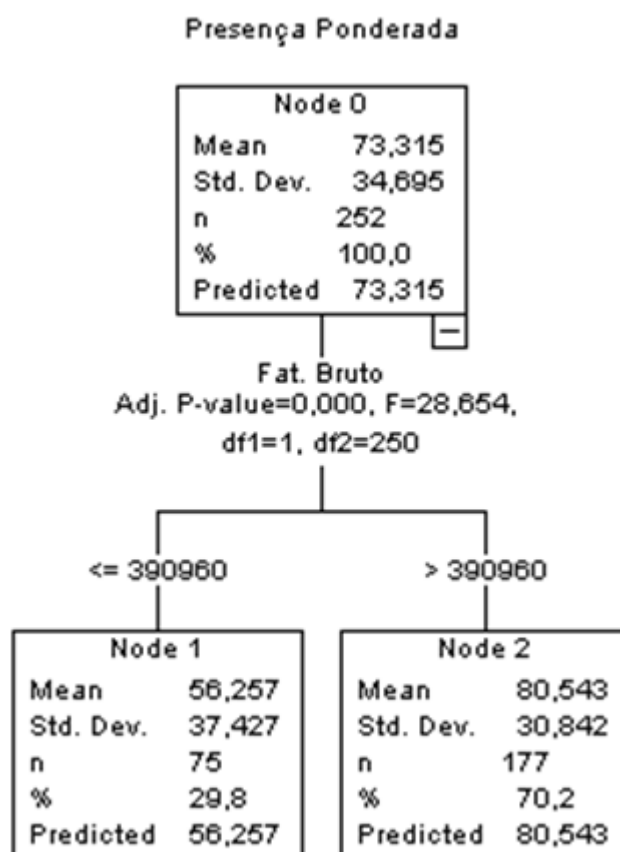 Presença Ponderada
Node 0
Mean 73,315
Std. Dev. 34,695
n 252
% 100,0
Predicted 73,315
Fat. Bruto
Adj. P-value=0,000, F=28,654,
df1=1, df2=250
<= 390960
> 390960
Node 1
Mean 56,257
Std. Dev. 37,427
n 75
% 29,8
Predicted 56,257
Node 2
Mean 80,543
Std. Dev. 30,842
n 177
% 70,2
Predicted 80,543